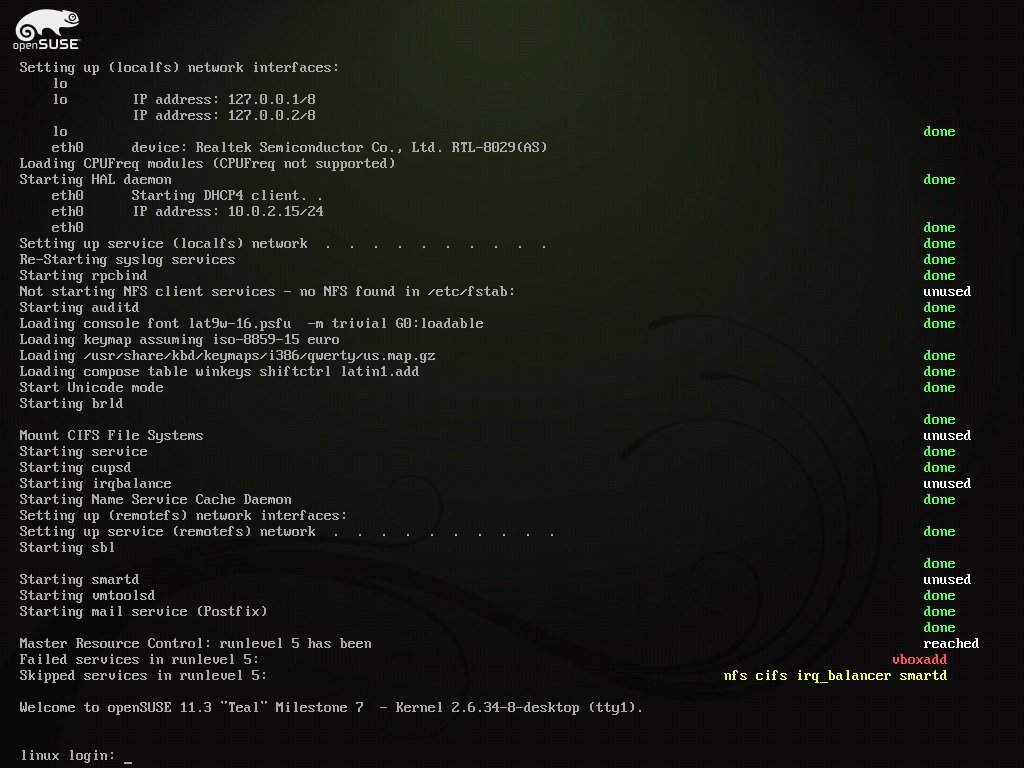 openSUSE
Setting up (localfs) network interfaces:
lo
lo IP address: 127.0.0.1/8
IP address: 127.0.0.2/8
lo done
eth0 device: Realtek Semiconductor Co., Ltd. RTL-8029(AS)
Loading CPUFreq modules (CPUFreq not supported)
Starting HAL daemon done
eth0 Starting DHCP4 client. .
eth0 IP address: 10.0.2.15/24
eth0 done
Setting up service (localfs) network . . . . . . . . . . done
Re-Starting syslog services done
Starting rpcbind done
Not starting NFS client services - no NFS found in /etc/fstab: unused
Starting auditd done
Loading console font lat9w-16.psfu -m trivial G0:loadable done
Loading keymap assuming iso-8859-15 euro
Loading /usr/share/kbd/keymaps/i386/qwerty/us.map.gz done
Loading compose table winkeys shiftctrl latin1.add done
Start Unicode mode done
Starting brld
done
Mount CIFS File Systems unused
Starting service done
Starting cupsd done
Starting irqbalance unused
Starting Name Service Cache Daemon done
Setting up (remotefs) network interfaces:
Setting up service (remotefs) network . . . . . . . . . . done
Starting sbl
done
Starting smartd unused
Starting vmtoolsd done
Starting mail service (Postfix) done
done
Master Resource Control: runlevel 5 has been reached
Failed services in runlevel 5: vboxadd
Skipped services in runlevel 5: nfs cifs irq_balancer smartd
Welcome to openSUSE 11.3 "Teal" Milestone 7 - Kernel 2.6.34-8-desktop (tty1).
linux login: _